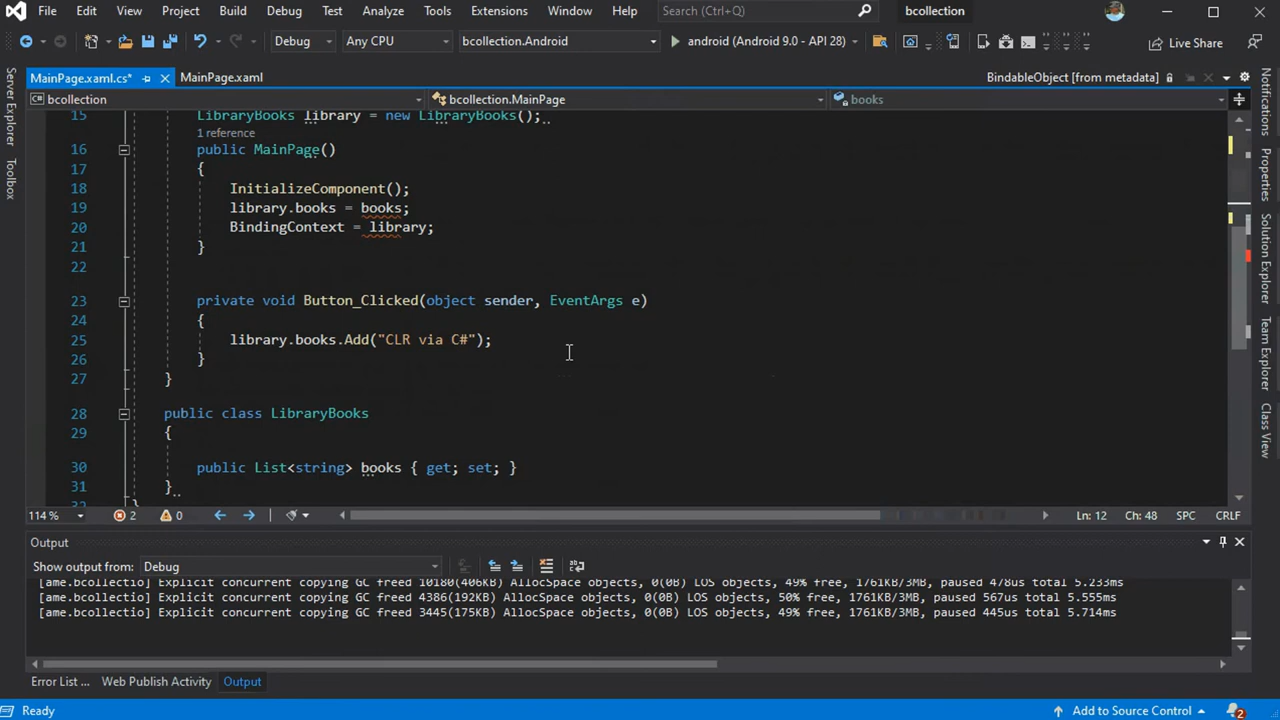 File Edit View Project Build Debug Test Analyze Tools Extensions Window Help Search (Ctrl+Q) bcollection
Debug Any CPU bcollection.Android android (Android 9.0 - API 28) Live Share
MainPage.xaml.cs* MainPage.xaml BindableObject [from metadata]
bcollection bcollection.MainPage books
15 LibraryBooks library = new LibraryBooks();
1 reference
16 public MainPage()
17 {
18 InitializeComponent();
19 library.books = books;
20 BindingContext = library;
21 }
22
23 private void Button_Clicked(object sender, EventArgs e)
24 {
25 library.books.Add("CLR via C#");
26 }
27 }
28 public class LibraryBooks
29 {
30 public List<string> books { get; set; }
31 }
32 }
114 % 2 0 Ln: 12 Ch: 48 SPC CRLF
Output
Show output from: Debug
[ame.bcollectio] Explicit concurrent copying GC freed 10180(406KB) AllocSpace objects, 0(0B) LOS objects, 49% free, 1761KB/3MB, paused 478us total 5.233ms
[ame.bcollectio] Explicit concurrent copying GC freed 4386(192KB) AllocSpace objects, 0(0B) LOS objects, 50% free, 1761KB/3MB, paused 567us total 5.555ms
[ame.bcollectio] Explicit concurrent copying GC freed 3445(175KB) AllocSpace objects, 0(0B) LOS objects, 49% free, 1761KB/3MB, paused 445us total 5.714ms
Error List ... Web Publish Activity Output
Ready Add to Source Control 2
Server Explorer
Toolbox
Notifications
Properties
Solution Explorer
Team Explorer
Class View